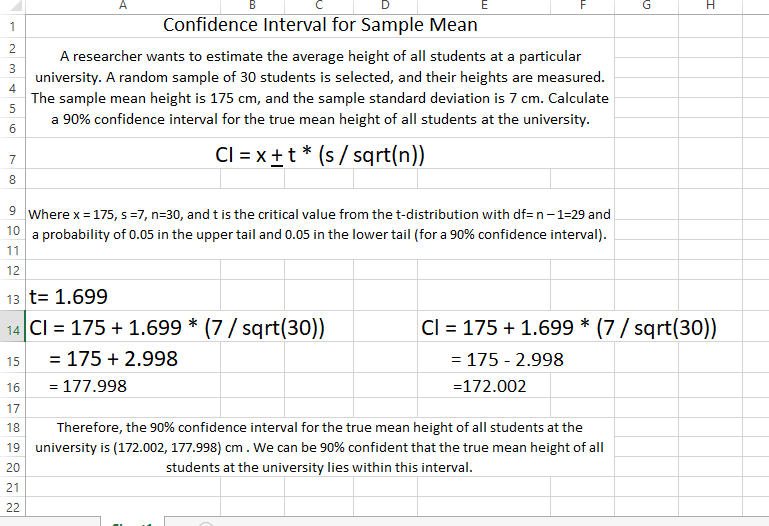 A B C D E F G H
1 Confidence Interval for Sample Mean
2 A researcher wants to estimate the average height of all students at a particular
3 university. A random sample of 30 students is selected, and their heights are measured.
4 The sample mean height is 175 cm, and the sample standard deviation is 7 cm. Calculate
5 a 90% confidence interval for the true mean height of all students at the university.
6
7 CI = x ± t * (s / sqrt(n))
8
9 Where x = 175, s =7, n=30, and t is the critical value from the t-distribution with df= n – 1=29 and
10 a probability of 0.05 in the upper tail and 0.05 in the lower tail (for a 90% confidence interval).
11
12
13 t= 1.699
14 CI = 175 + 1.699 * (7 / sqrt(30)) CI = 175 + 1.699 * (7 / sqrt(30))
15 = 175 + 2.998 = 175 - 2.998
16 = 177.998 =172.002
17
18 Therefore, the 90% confidence interval for the true mean height of all students at the
19 university is (172.002, 177.998) cm . We can be 90% confident that the true mean height of all
20 students at the university lies within this interval.
21
22